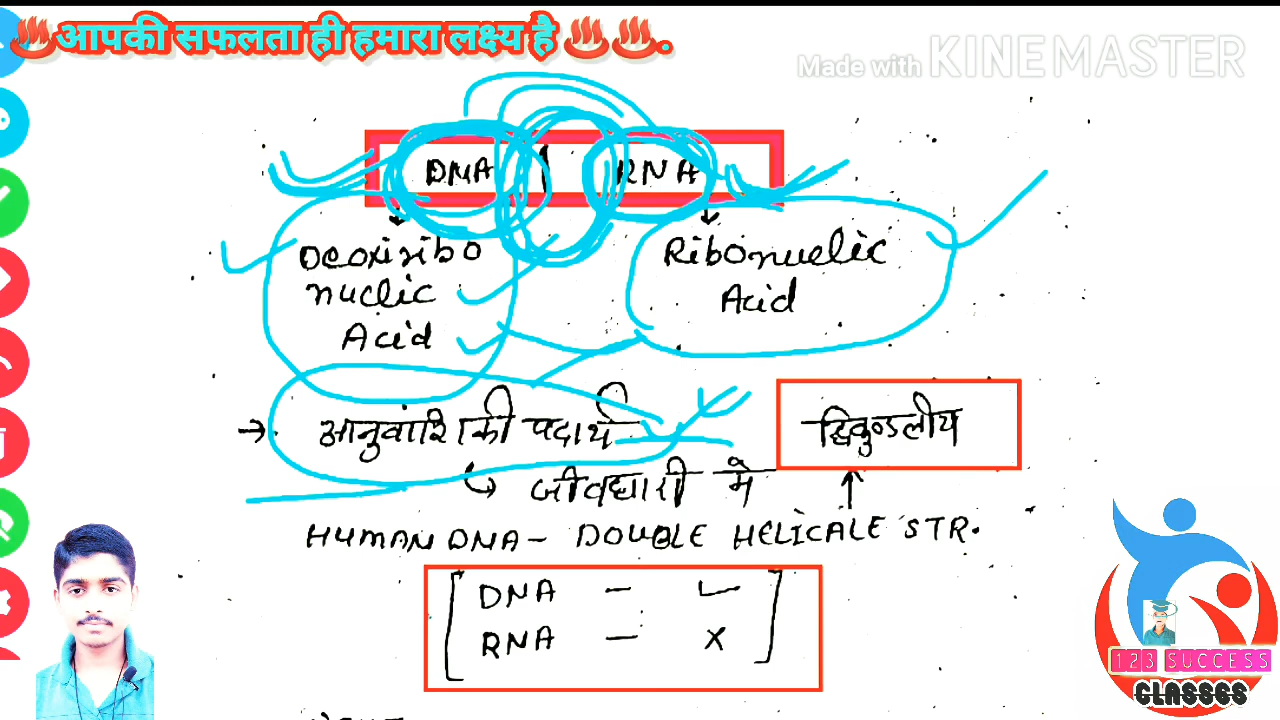 आपकी सफलता ही हमारा लक्ष्य है
Made with KINEMASTER
DNA | RNA
Deoxiribo
nuclic
Acid
Ribonuclic
Acid
→ आनुवांशिकी पदार्थ
द्विकुण्डलीय
↳ जीवधारी मे
HUMAN DNA - DOUBLE HELICALE STR.
DNA - ✓
RNA - X
123 SUCCESS
CLASSES